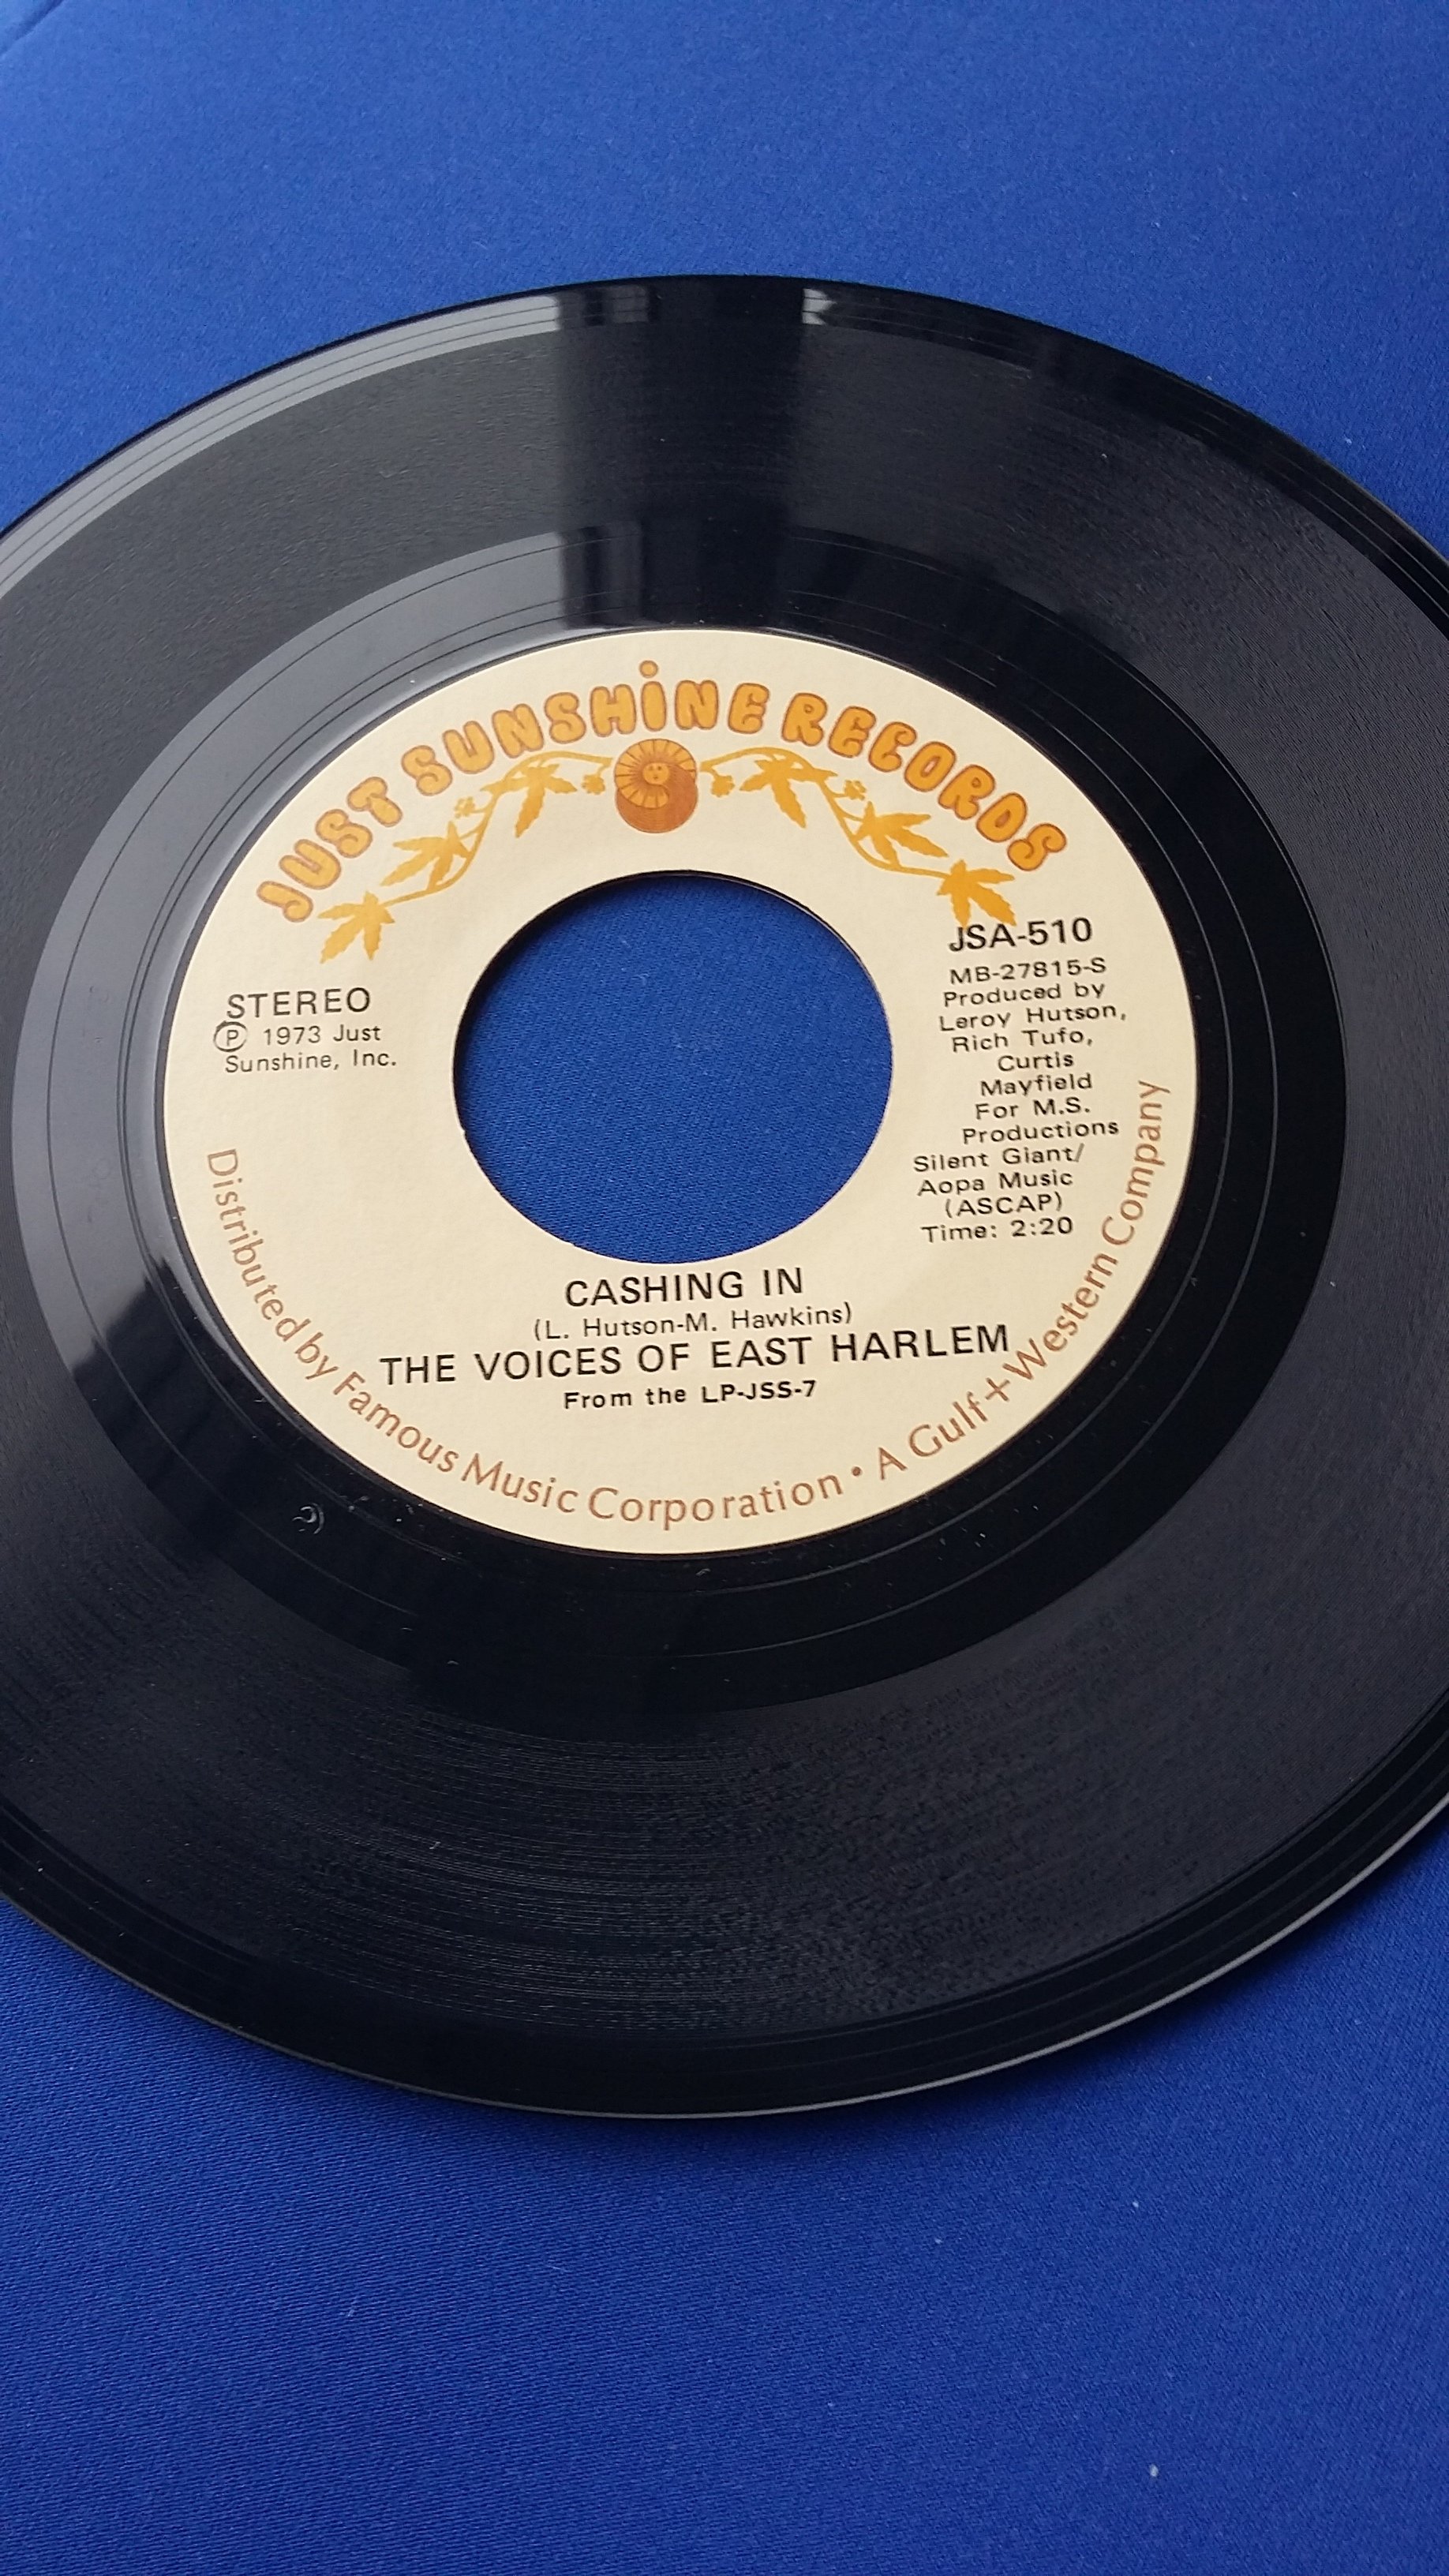 JUST SUNSHINE RECORDS
STEREO
Ⓟ 1973 Just
Sunshine, Inc.
JSA-510
MB-27815-S
Produced by
Leroy Hutson,
Rich Tufo,
Curtis
Mayfield
For M.S.
Productions
Silent Giant/
Aopa Music
(ASCAP)
Time: 2:20
CASHING IN
(L. Hutson-M. Hawkins)
THE VOICES OF EAST HARLEM
From the LP-JSS-7
Distributed by Famous Music Corporation • A Gulf+Western Company